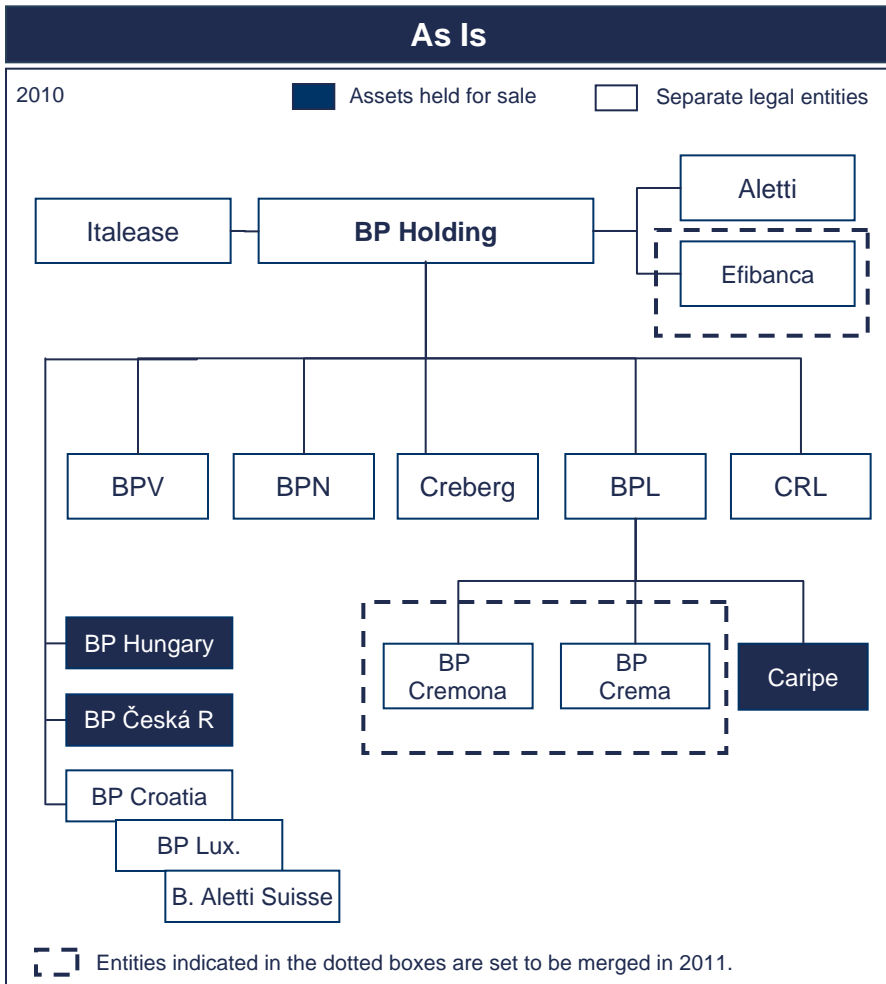 As Is
2010
Assets held for sale
Separate legal entities
Aletti
Italease
BP Holding
Efibanca
BPV
BPN
Creberg
BPL
CRL
BP Hungary
BP
Cremona
BP
Crema
Caripe
BP Česká R
BP Croatia
BP Lux.
B. Aletti Suisse
Entities indicated in the dotted boxes are set to be merged in 2011.